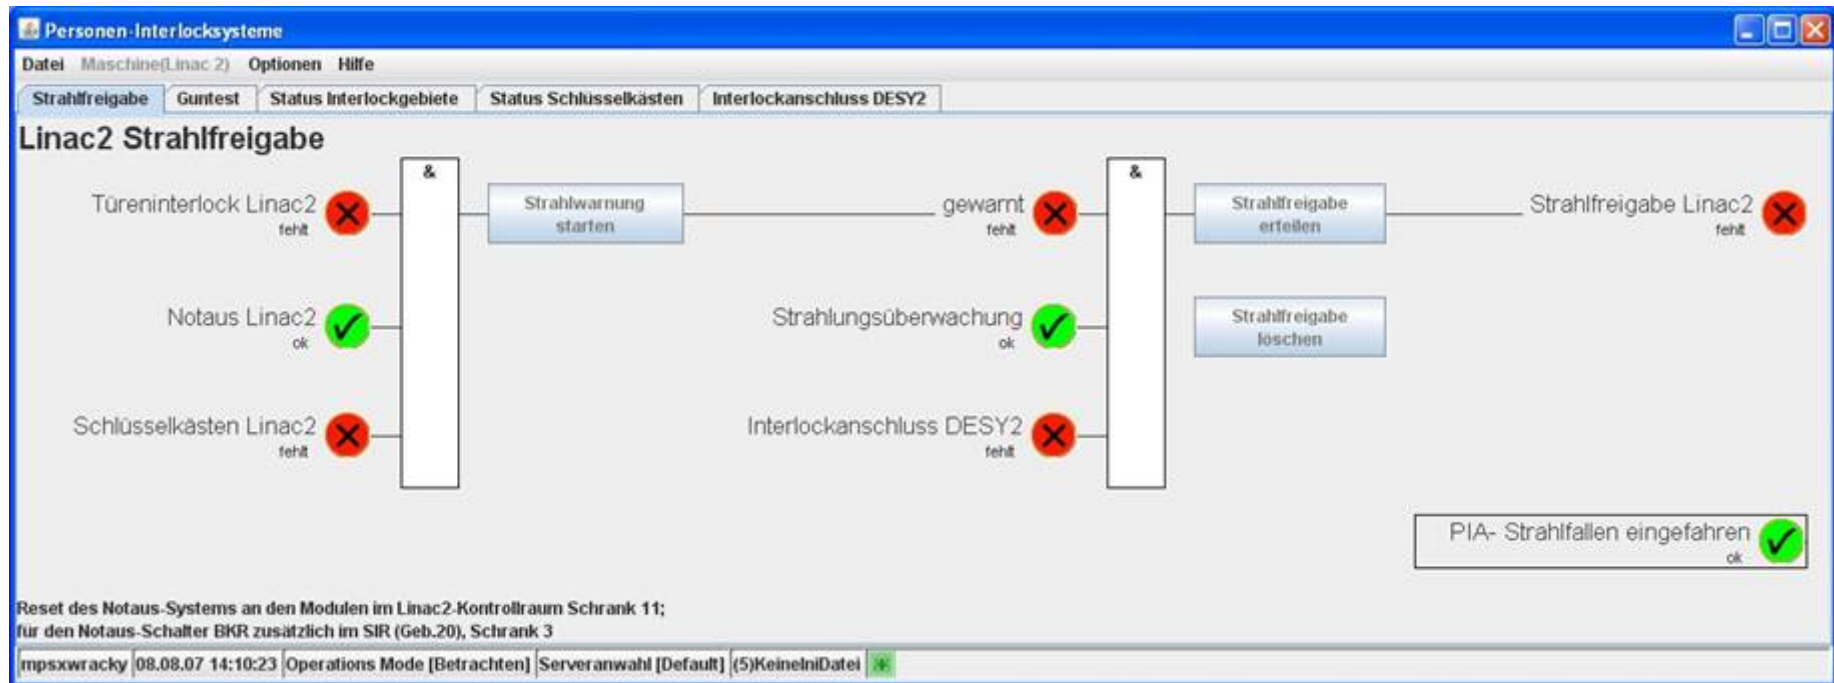 Personen-Interlocksysteme
Datei Maschine(Linac 2) Optionen Hilfe
Strahlfreigabe Guntest Status Interlockgebiete Status Schlüsselkästen Interlockanschluss DESY2
Linac2 Strahlfreigabe
& &
Türeninterlock Linac2 Strahlwarnung gewarnt Strahlfreigabe Strahlfreigabe Linac2
fehlt starten fehlt erteilen fehlt
Notaus Linac2 Strahlungsüberwachung Strahlfreigabe
ok ok löschen
Schlüsselkästen Linac2 Interlockanschluss DESY2
fehlt fehlt
PIA- Strahlfallen eingefahren
ok
Reset des Notaus-Systems an den Modulen im Linac2-Kontrollraum Schrank 11;
für den Notaus-Schalter BKR zusätzlich im SIR (Geb.20), Schrank 3
mpsxwracky 08.08.07 14:10:23 Operations Mode [Betrachten] Serveranwahl [Default] (5)KeineIniDatei